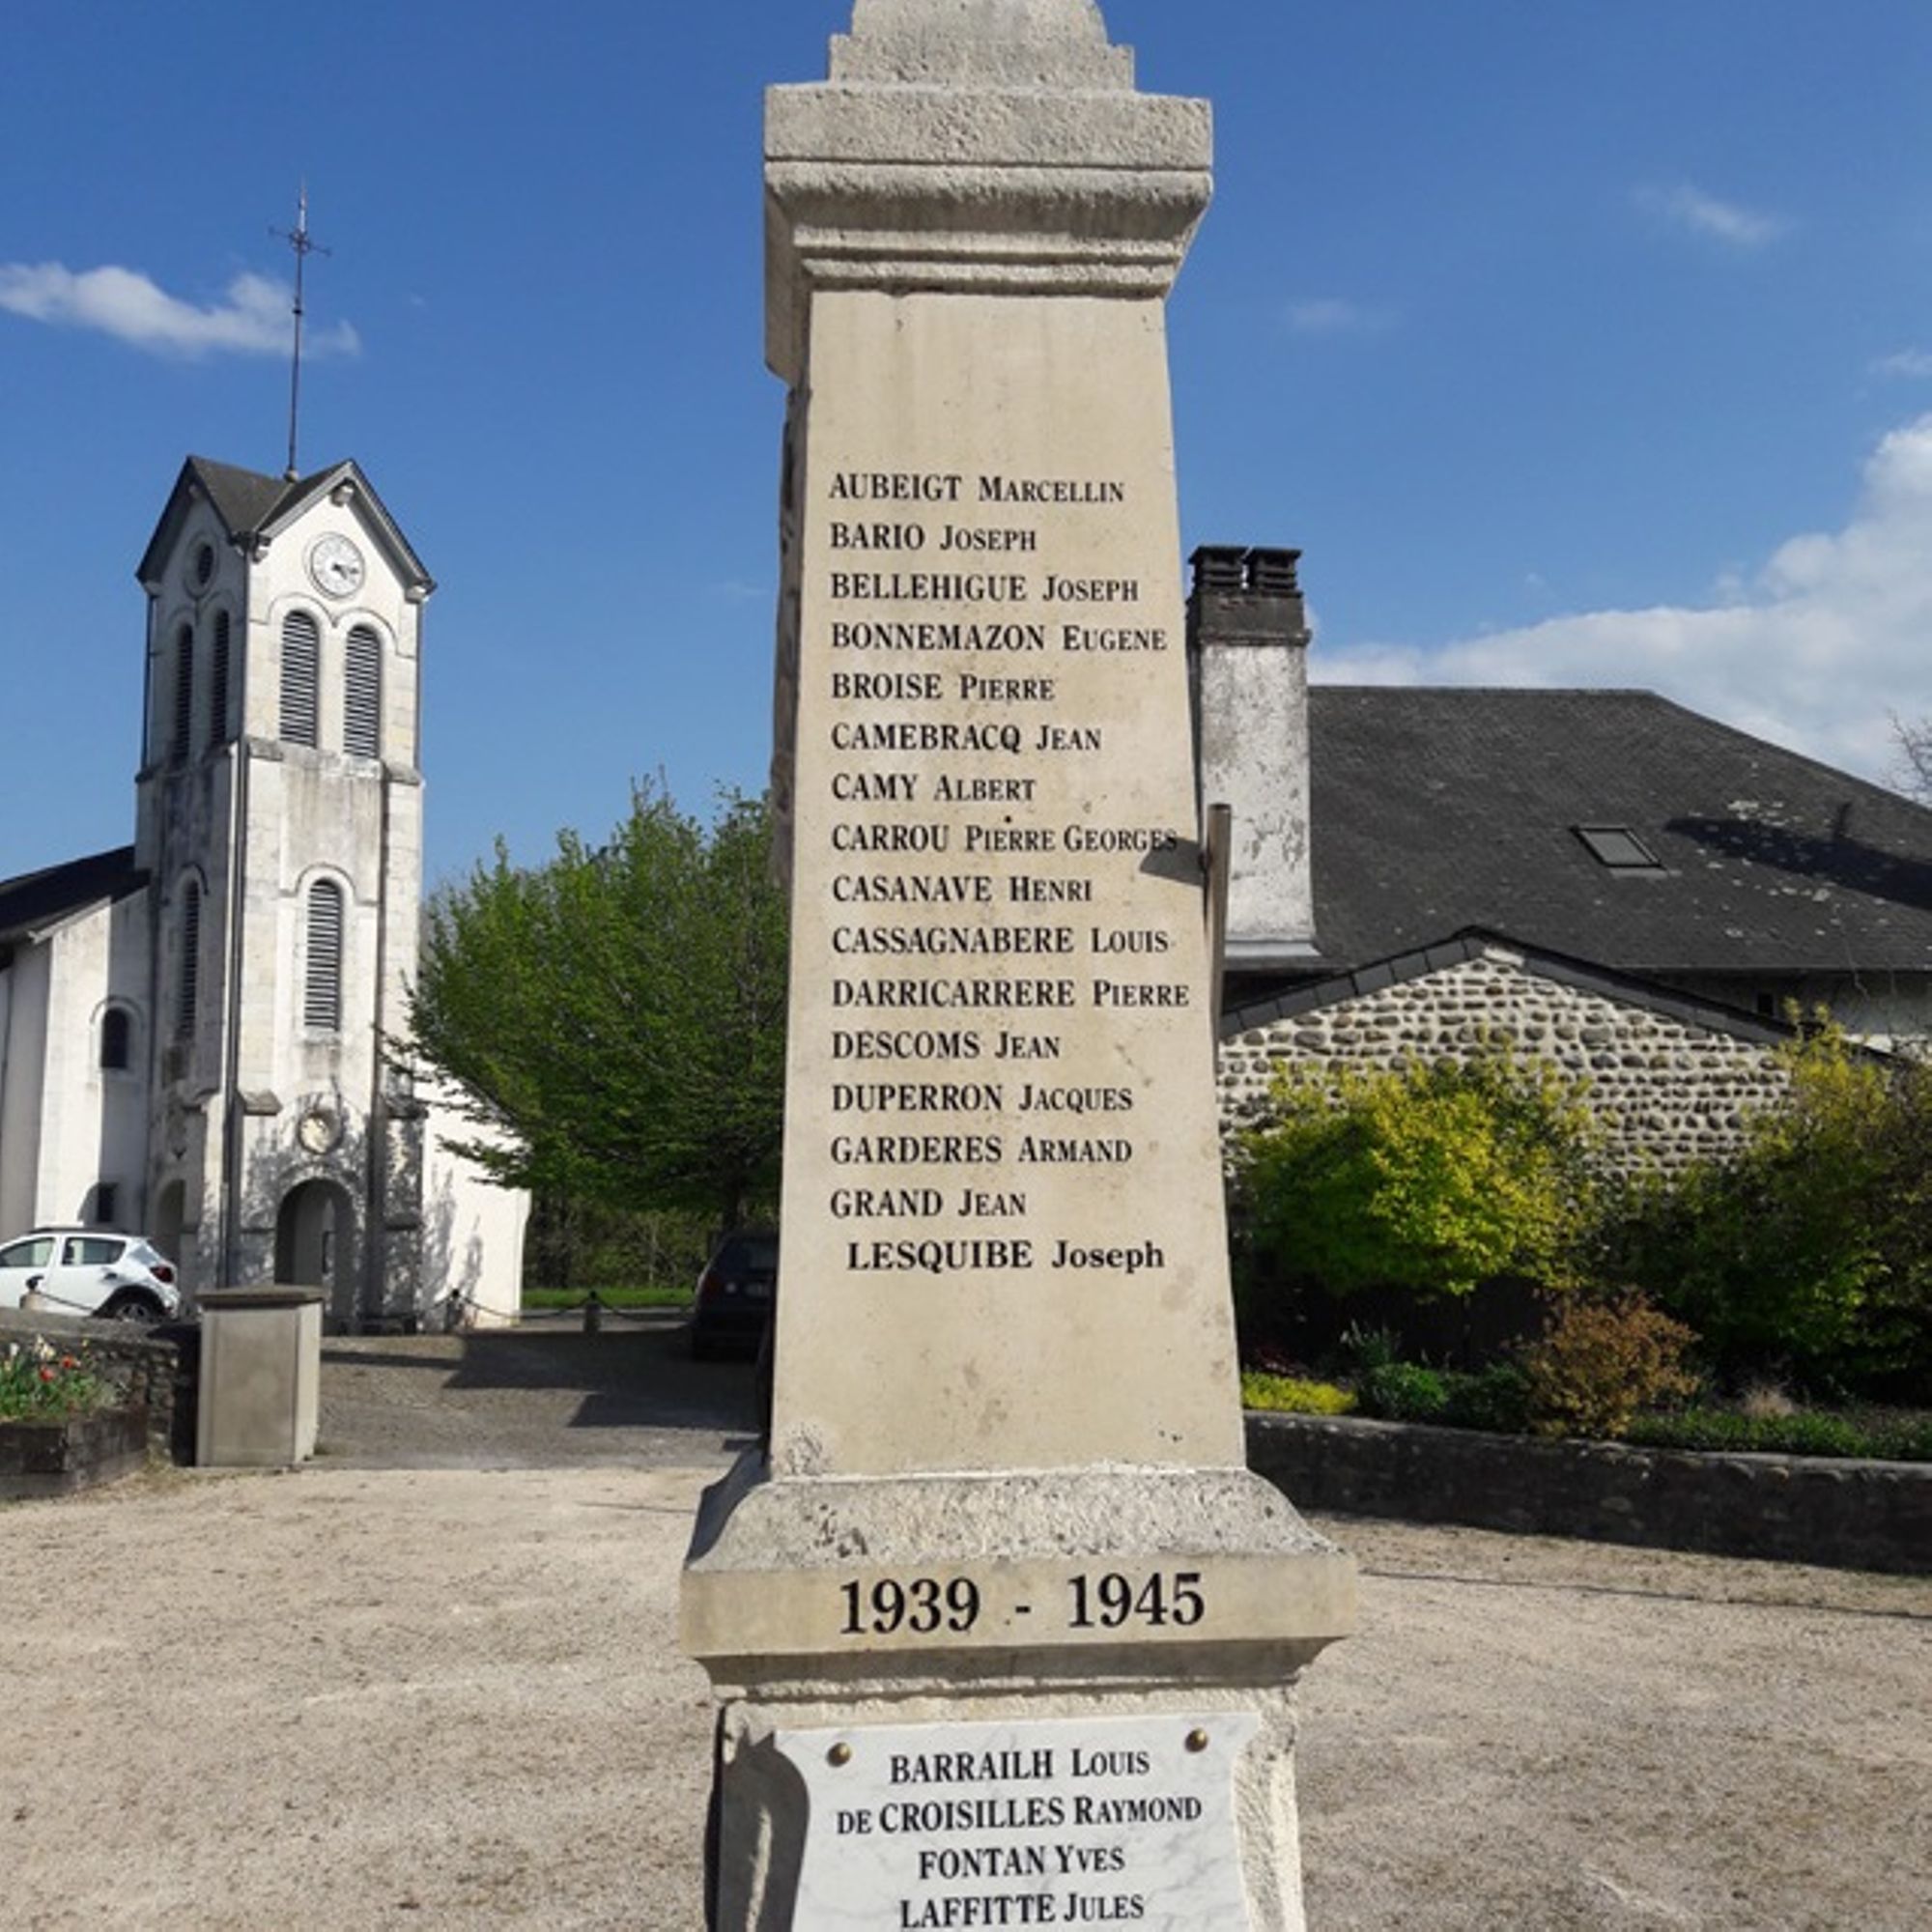 AUBEIGT MARCELLIN
BARIO JOSEPH
BELLEHIGUE JOSEPH
BONNEMAZON EUGENE
BROISE PIERRE
CAMEBRACQ JEAN
CAMY ALBERT
CARROU PIERRE GEORGES
CASANAVE HENRI
CASSAGNABERE LOUIS
DARRICARRERE PIERRE
DESCOMS JEAN
DUPERRON JACQUES
GARDERES ARMAND
GRAND JEAN
LESQUIBE Joseph
1939 - 1945
BARRAILH LOUIS
DE CROISILLES RAYMOND
FONTAN YVES
LAFFITTE JULES